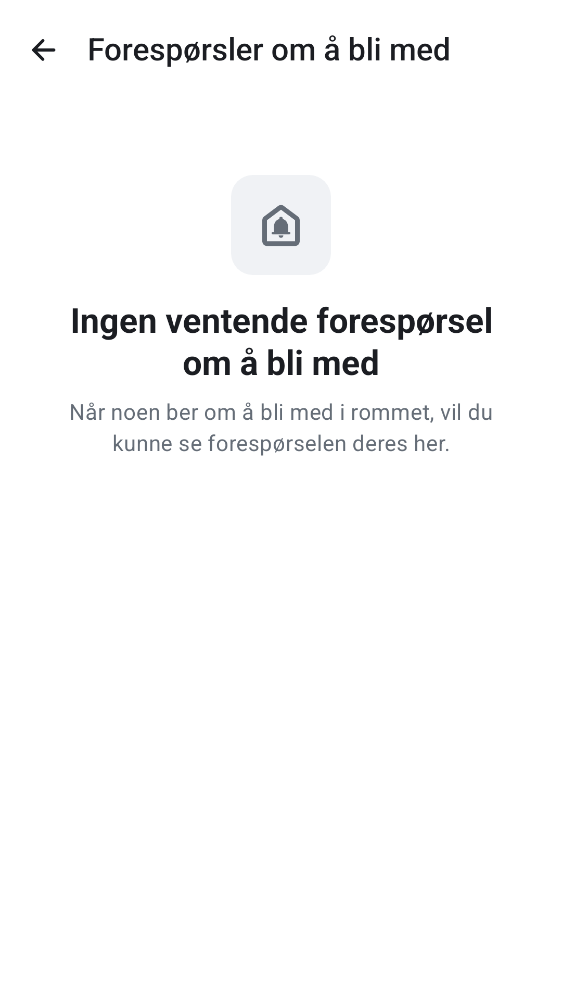 Forespørsler om å bli med
Ingen ventende forespørsel
om å bli med
Når noen ber om å bli med i rommet, vil du
kunne se forespørselen deres her.